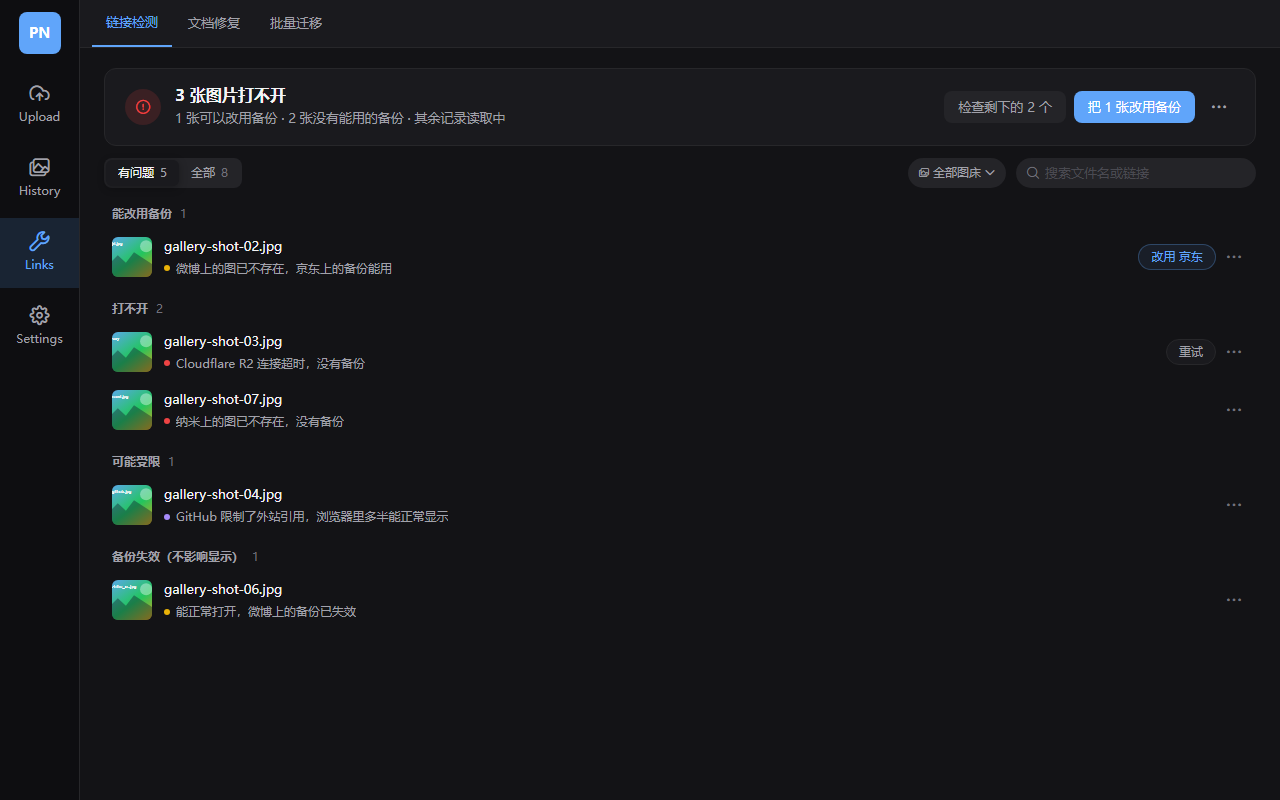 PN
Upload
History
Links
Settings
链接检测 文档修复 批量迁移
3 张图片打不开
1 张可以改用备份 · 2 张没有能用的备份 · 其余记录读取中
检查剩下的 2 个 把 1 张改用备份
有问题 5 全部 8
全部图床 搜索文件名或链接
能改用备份 1
gallery-shot-02.jpg
微博上的图已不存在，京东上的备份能用
改用 京东
打不开 2
gallery-shot-03.jpg
Cloudflare R2 连接超时，没有备份
重试
gallery-shot-07.jpg
纳米上的图已不存在，没有备份
可能受限 1
gallery-shot-04.jpg
GitHub 限制了外站引用，浏览器里多半能正常显示
备份失效（不影响显示） 1
gallery-shot-06.jpg
能正常打开，微博上的备份已失效